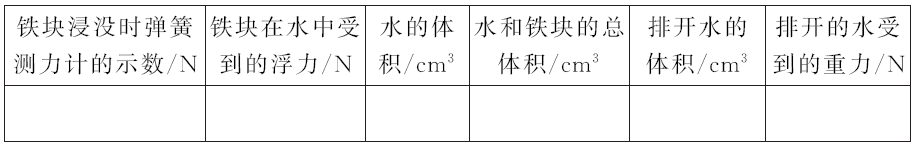 铁块浸没时弹簧测力计的示数/N
铁块在水中受到的浮力/N
水的体积/cm³
水和铁块的总体积/cm³
排开水的体积/cm³
排开的水受到的重力/N